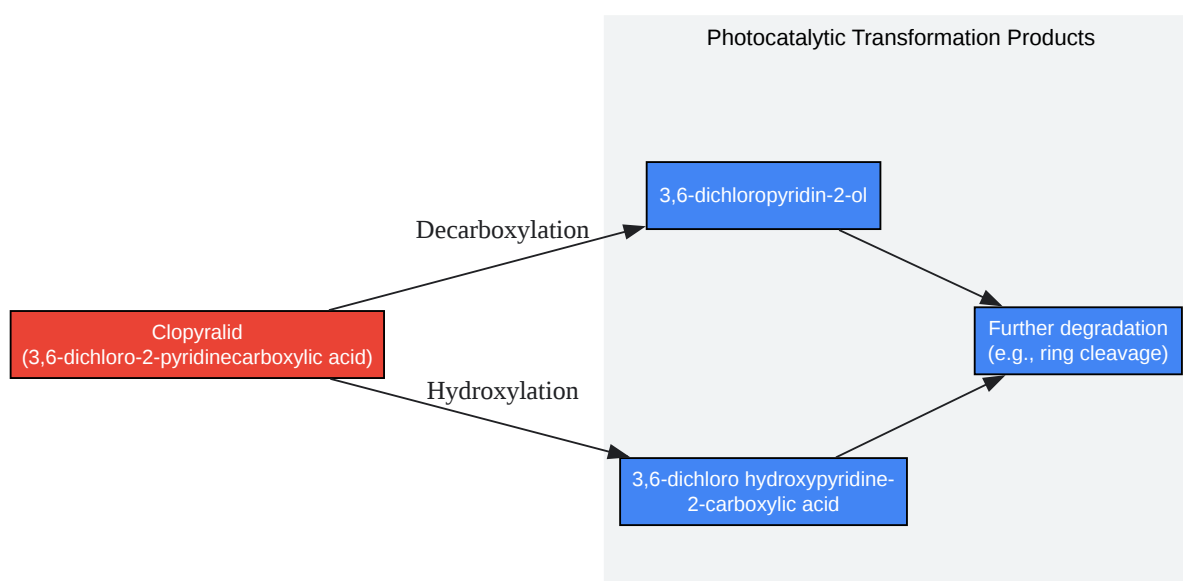 Photocatalytic Transformation Products
3,6-dichloropyridin-2-ol
Decarboxylation
Clopyralid
(3,6-dichloro-2-pyridinecarboxylic acid)
Further degradation
(e.g., ring cleavage)
Hydroxylation
3,6-dichloro hydroxypyridine-
2-carboxylic acid